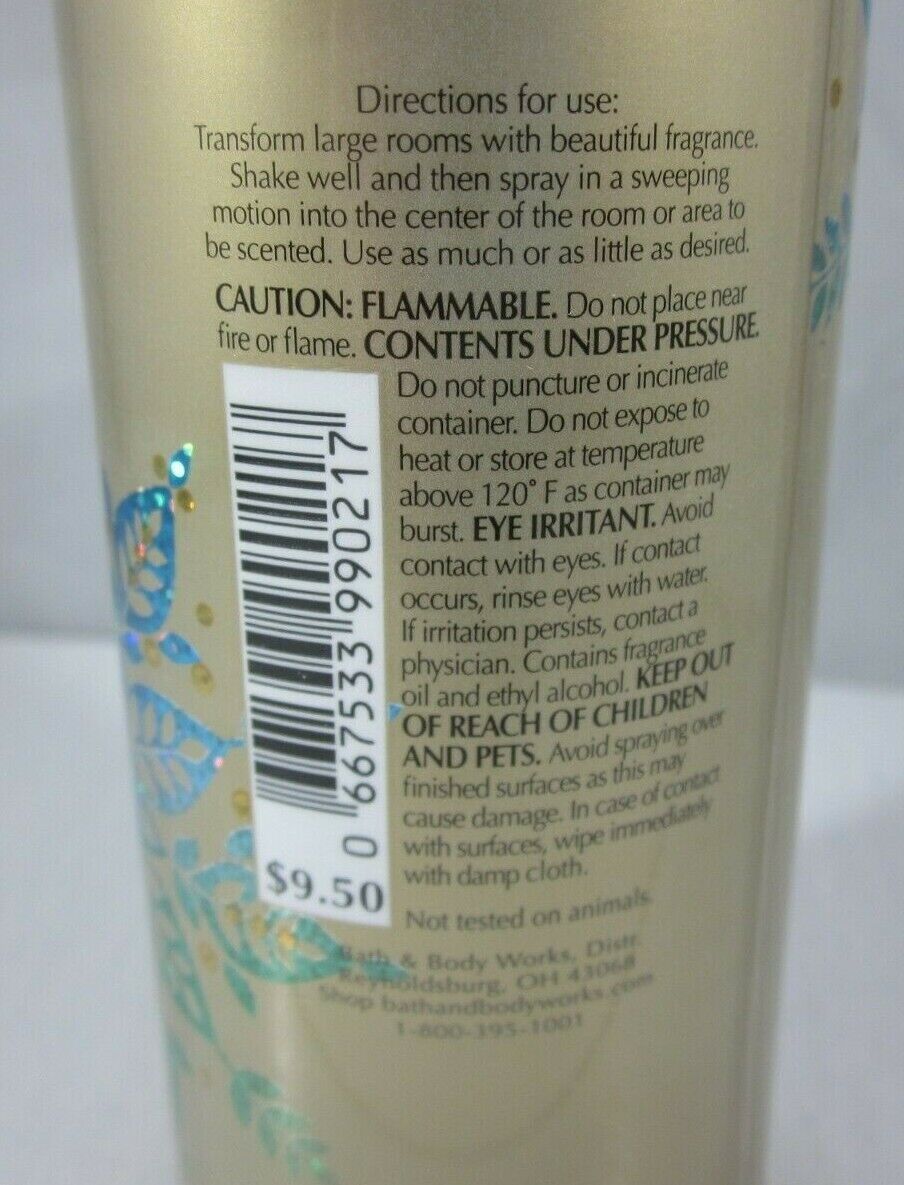 Directions for use:
Transform large rooms with beautiful fragrance.
Shake well and then spray in a sweeping
motion into the center of the room or area to
be scented. Use as much or as little as desired.
CAUTION: FLAMMABLE. Do not place near
fire or flame. CONTENTS UNDER PRESSURE.
Do not puncture or incinerate
container. Do not expose to
heat or store at temperature
above 120° F as container may
burst. EYE IRRITANT. Avoid
contact with eyes. If contact
occurs, rinse eyes with water.
If irritation persists, contact a
physician. Contains fragrance
oil and ethyl alcohol. KEEP OUT
OF REACH OF CHILDREN
AND PETS. Avoid spraying over
finished surfaces as this may
cause damage. In case of contact
with surfaces, wipe immediately
with damp cloth.
0 667533 990217
$9.50
Not tested on animals.
Bath & Body Works, Distr.
Reynoldsburg, OH 43068
Shop bathandbodyworks.com
1-800-395-1001